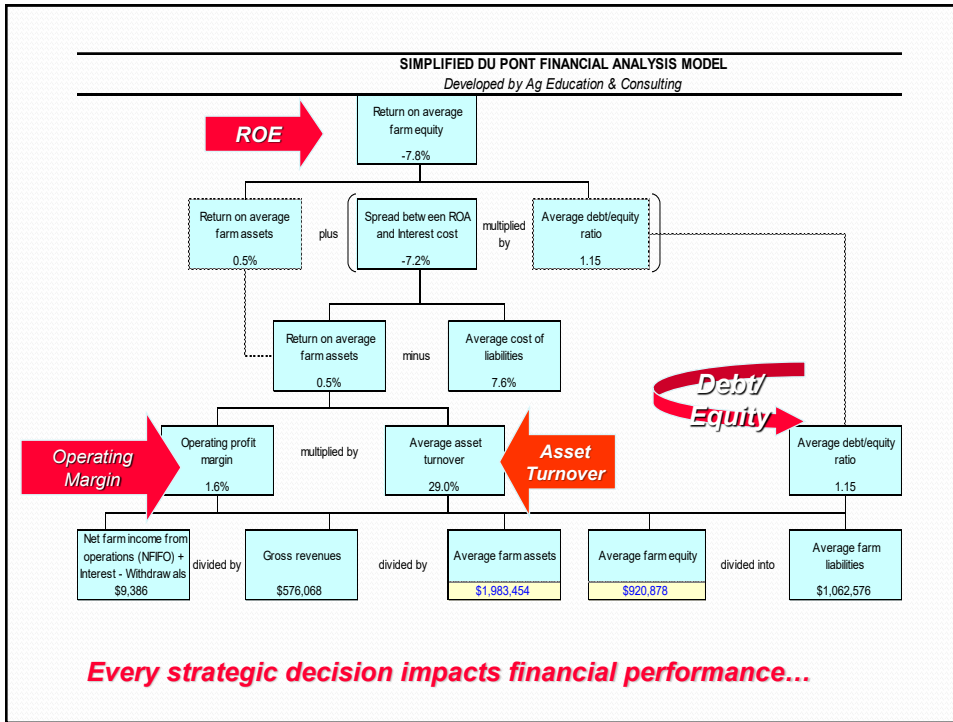 SIMPLIFIED DU PONT FINANCIAL ANALYSIS MODEL
Developed by Ag Education & Consulting
ROE
Return on average
farm equity
-7.8%
Return on average
farm assets
0.5%
plus
Spread between ROA
and Interest cost
-7.2%
multiplied
by
Average debt/equity
ratio
1.15
Return on average
farm assets
0.5%
minus
Average cost of
liabilities
7.6%
Debt/
Equity
Operating
Margin
Operating profit
margin
1.6%
multiplied by
Average asset
turnover
29.0%
Asset
Turnover
Average debt/equity
ratio
1.15
Net farm income from
operations (NFIFO) +
Interest - Withdrawals
$9,386
divided by
Gross revenues
$576,068
divided by
Average farm assets
$1,983,454
Average farm equity
$920,878
divided into
Average farm
liabilities
$1,062,576
Every strategic decision impacts financial performance…